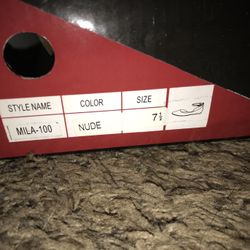 STYLE NAME COLOR SIZE
MILA-100 NUDE 7½